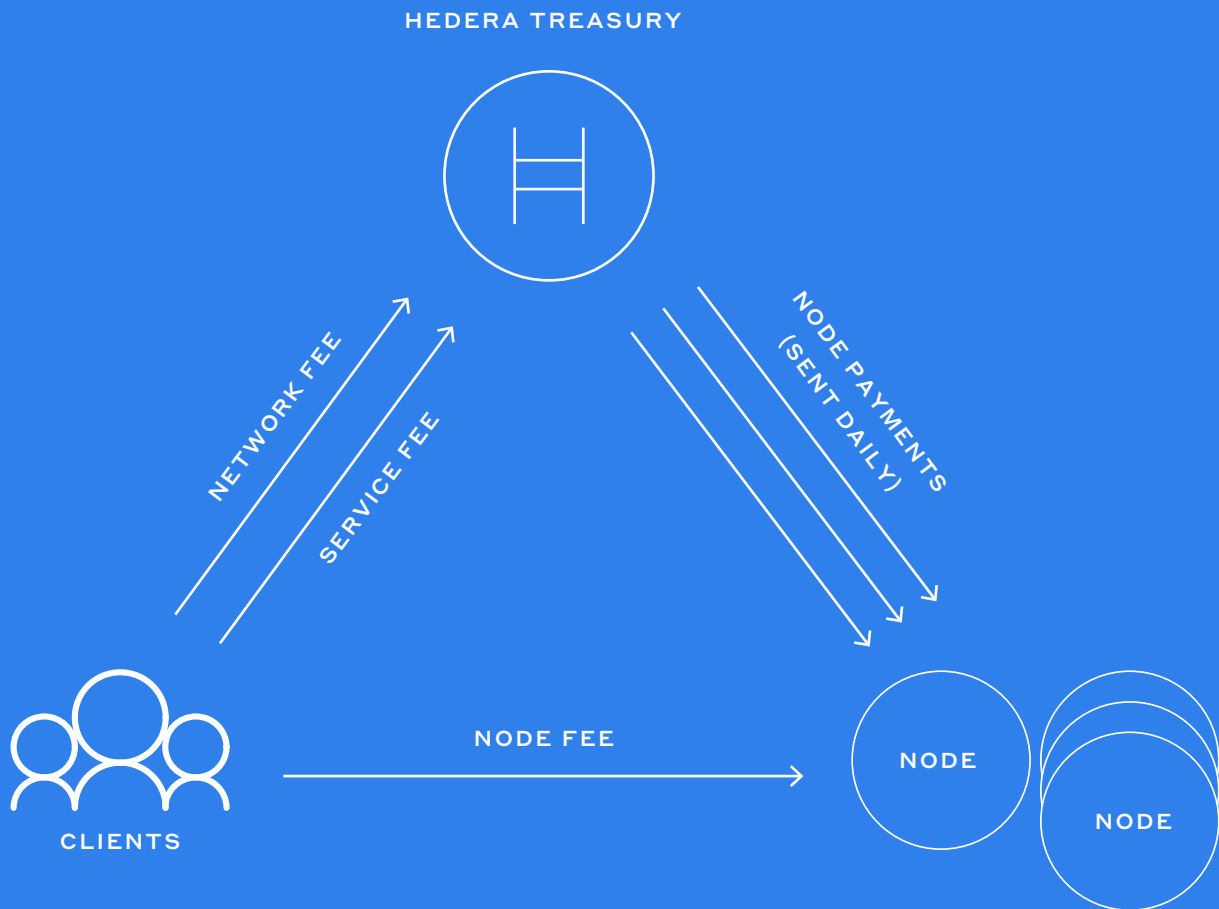 HEDERA TREASURY
NETWORK FEE
SERVICE FEE
NODE PAYMENTS
(SENT DAILY)
NODE FEE
CLIENTS
NODE
NODE